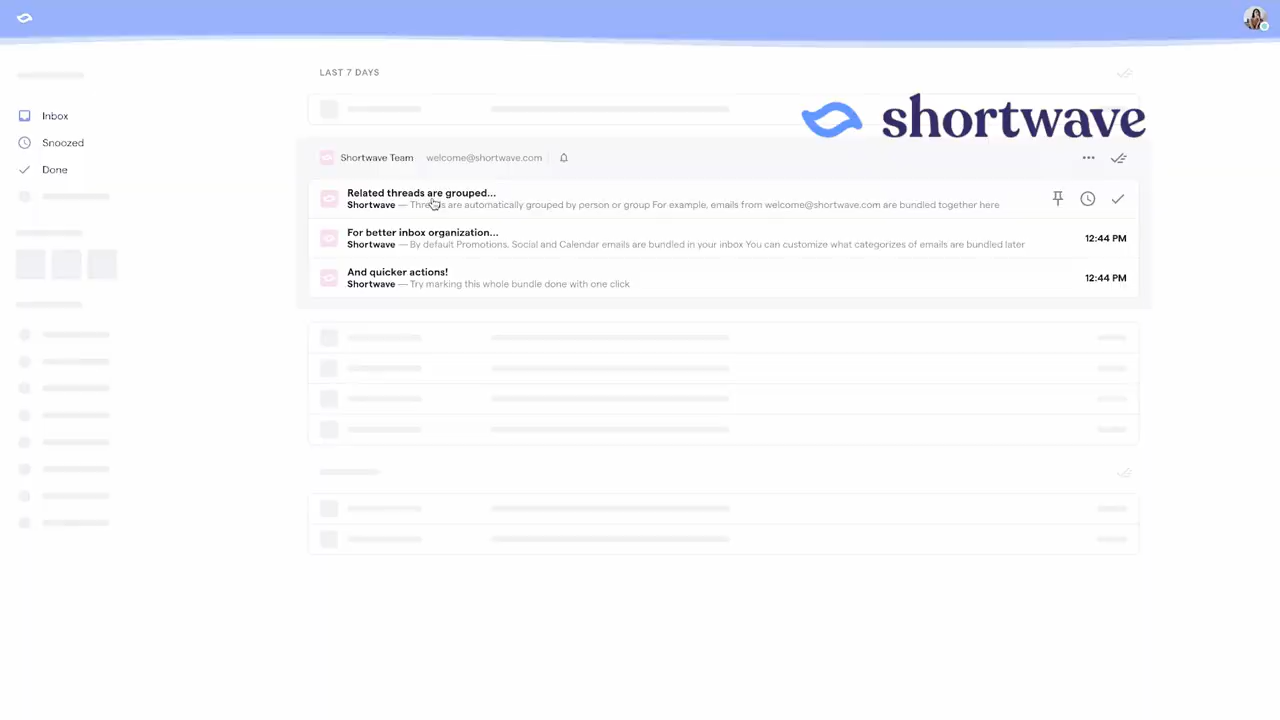 LAST 7 DAYS
shortwave
Inbox
Snoozed
Done
Shortwave Team welcome@shortwave.com
Related threads are grouped...
Shortwave — Threads are automatically grouped by person or group For example, emails from welcome@shortwave.com are bundled together here
For better inbox organization...
Shortwave — By default Promotions, Social and Calendar emails are bundled in your inbox You can customize what categizes of emails are bundled later
12:44 PM
And quicker actions!
Shortwave — Try marking this whole bundle done with one click
12:44 PM